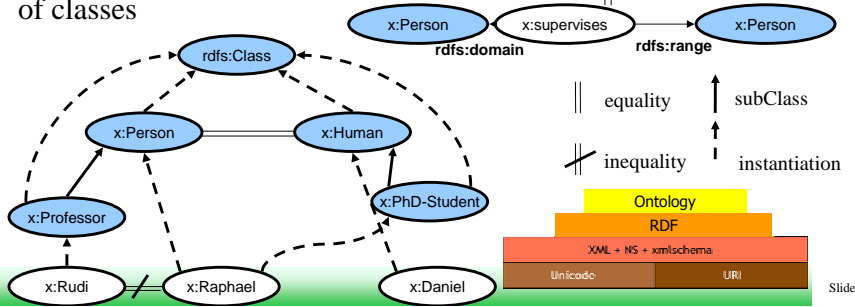 of classes
x:Person
x:supervises
x:Person
rdfs:domain
rdfs:range
rdfs:Class
equality
subClass
x:Person
x:Human
inequality
instantiation
x:Professor
x:PhD-Student
Ontology
RDF
XML + NS + xmlschema
Unicode
URI
x:Rudi
x:Raphael
x:Daniel
Slide